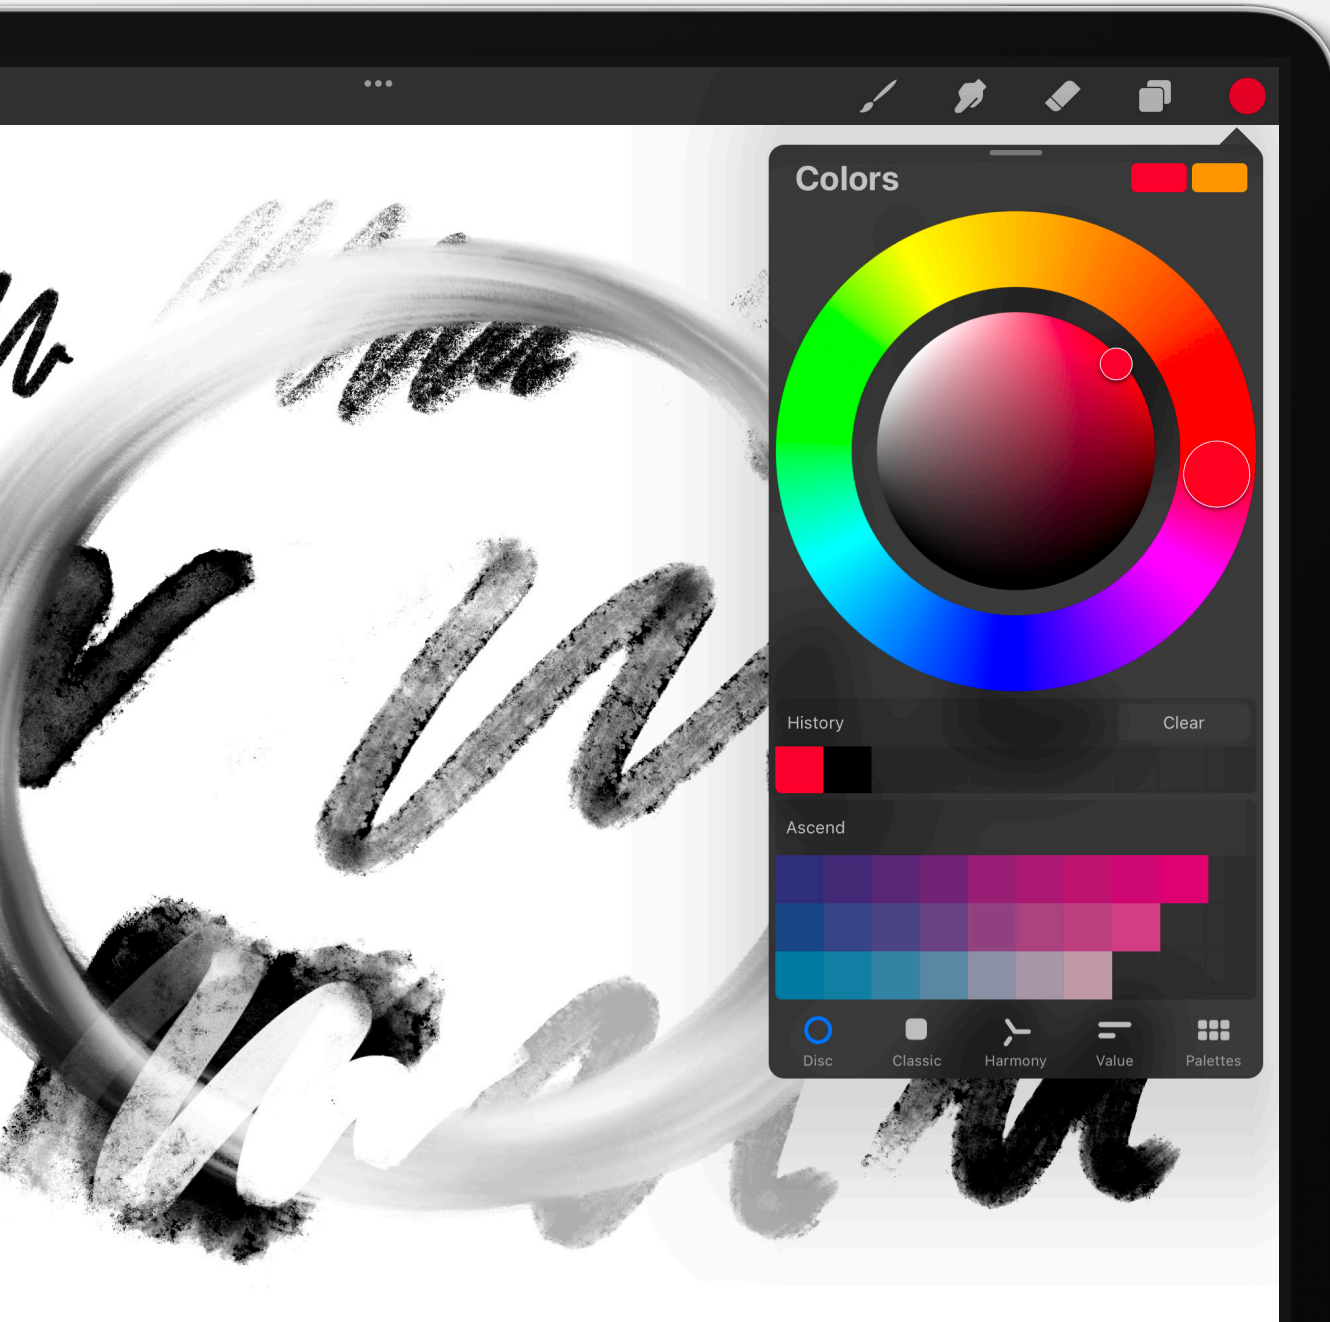 Colors
History
Clear
Ascend
Disc
Classic
Harmony
Value
Palettes